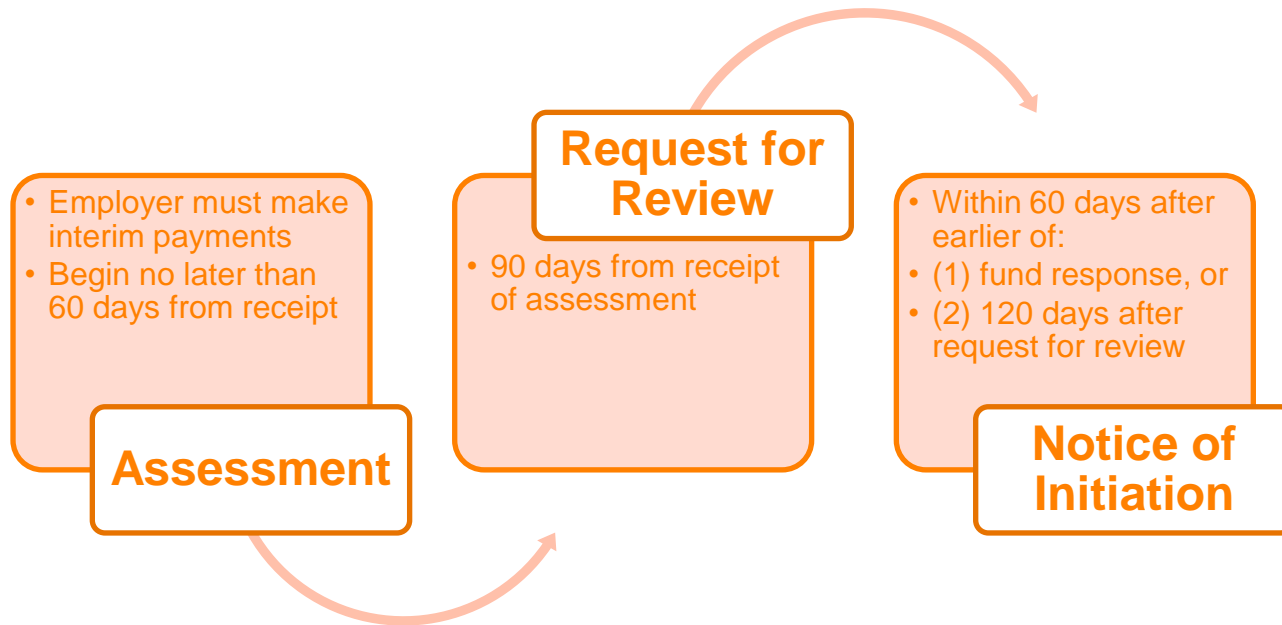 • Employer must make
interim payments
• Begin no later than
60 days from receipt
Assessment
Request for
Review
• 90 days from receipt
of assessment
• Within 60 days after
earlier of:
• (1) fund response, or
• (2) 120 days after
request for review
Notice of
Initiation